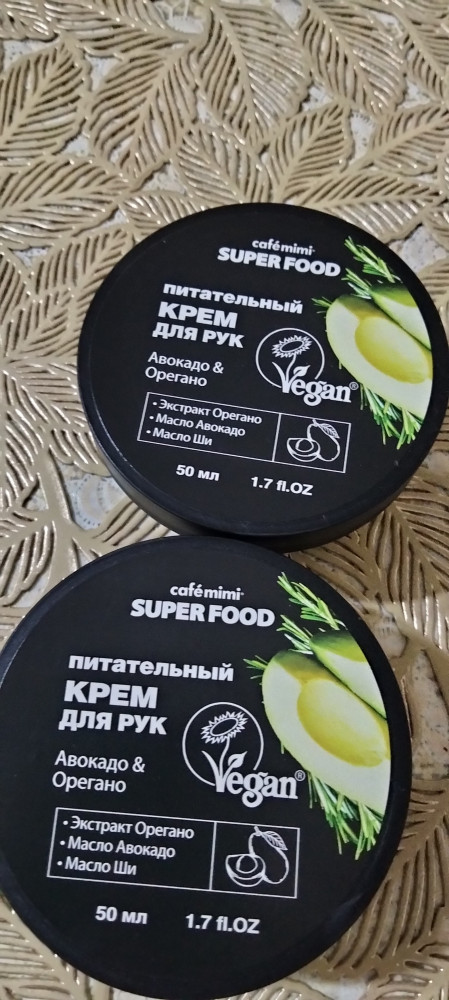 café mimi
SUPER FOOD
питательный
КРЕМ
ДЛЯ РУК
Авокадо &
Орегано
Vegan®
• Экстракт Орегано
• Масло Авокадо
• Масло Ши
50 мл 1.7 fl.OZ
café mimi
SUPER FOOD
питательный
КРЕМ
ДЛЯ РУК
Авокадо &
Орегано
Vegan®
• Экстракт Орегано
• Масло Авокадо
• Масло Ши
50 мл 1.7 fl.OZ